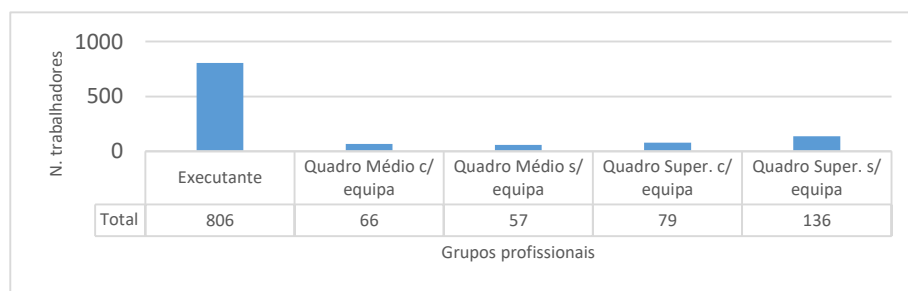 1000
500
0
N. trabalhadores
Executante
Quadro Médio c/
equipa
Quadro Médio s/
equipa
Quadro Super. c/
equipa
Quadro Super. s/
equipa
Total 806 66 57 79 136
Grupos profissionais